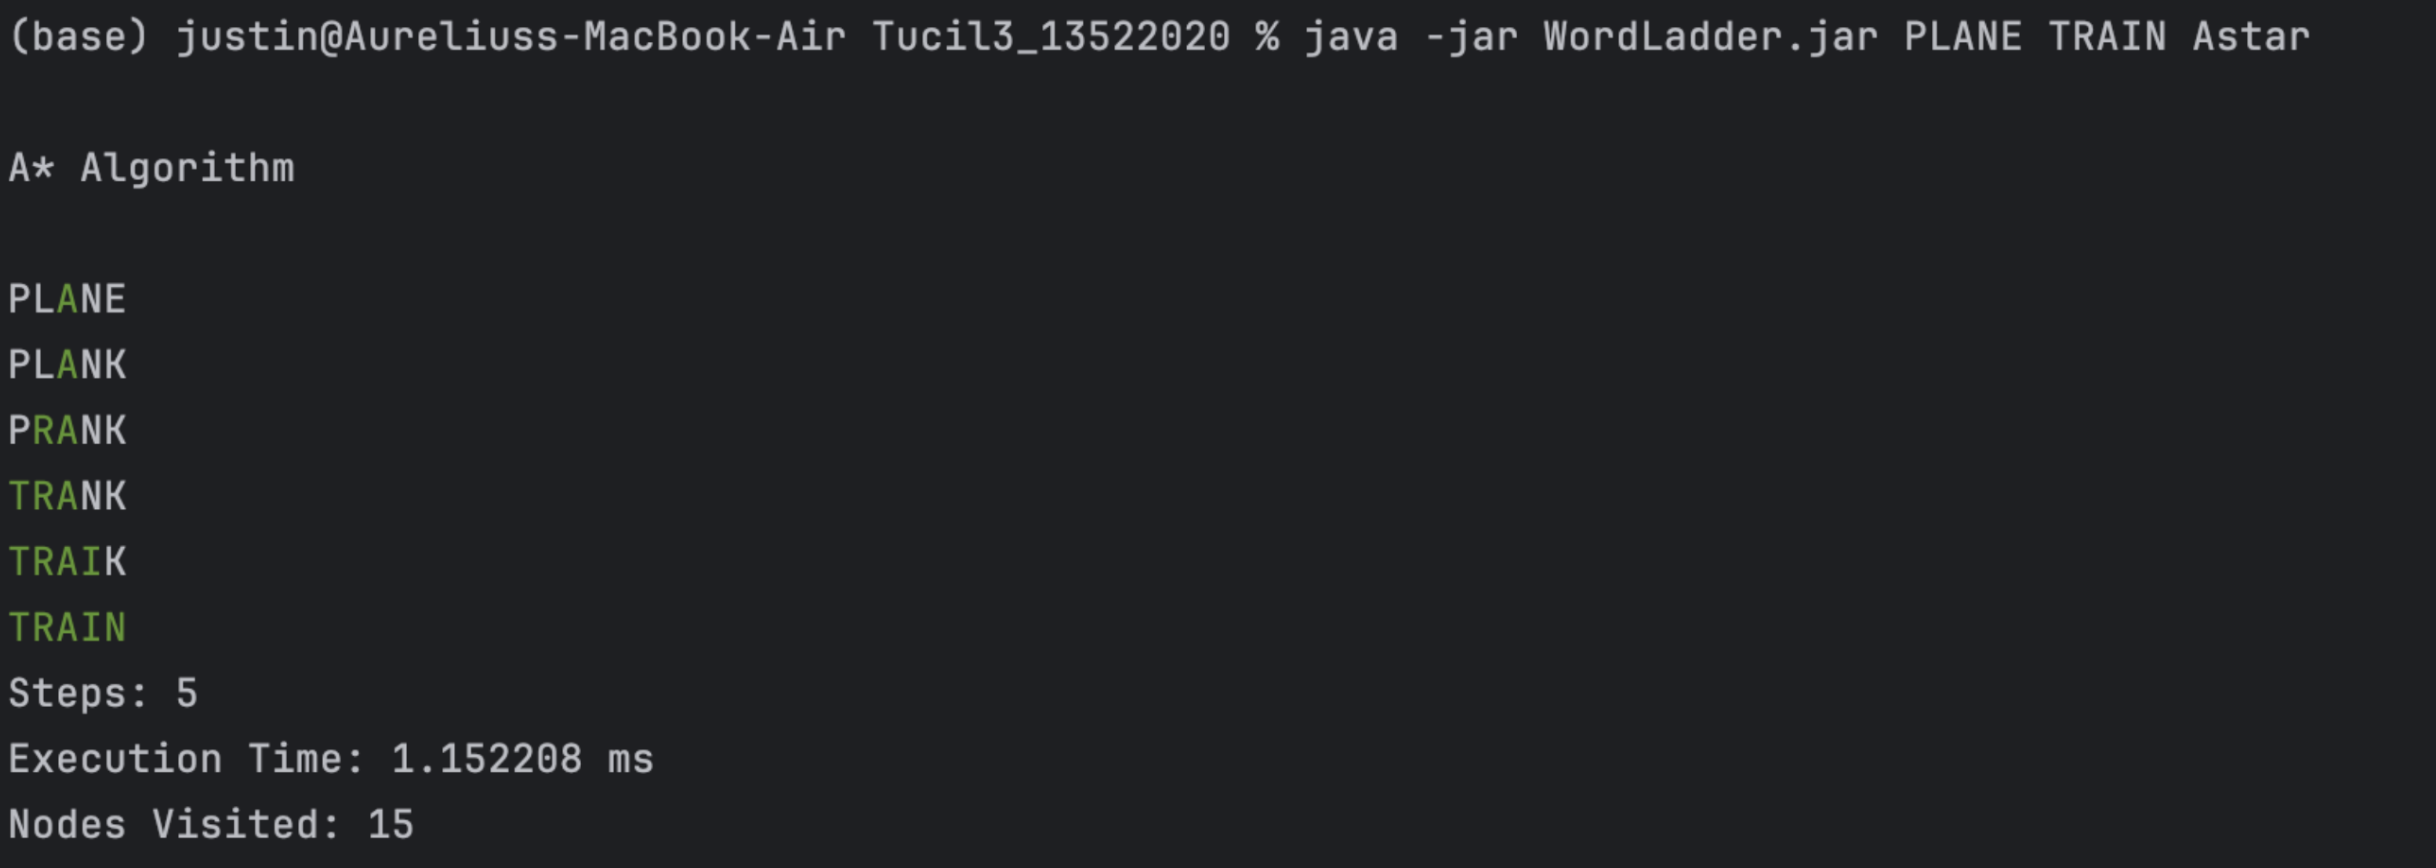 (base) justin@Aureliuss-MacBook-Air Tucil3_13522020 % java -jar WordLadder.jar PLANE TRAIN Astar
A* Algorithm
PLANE
PLANK
PRANK
TRANK
TRAIK
TRAIN
Steps: 5
Execution Time: 1.152208 ms
Nodes Visited: 15